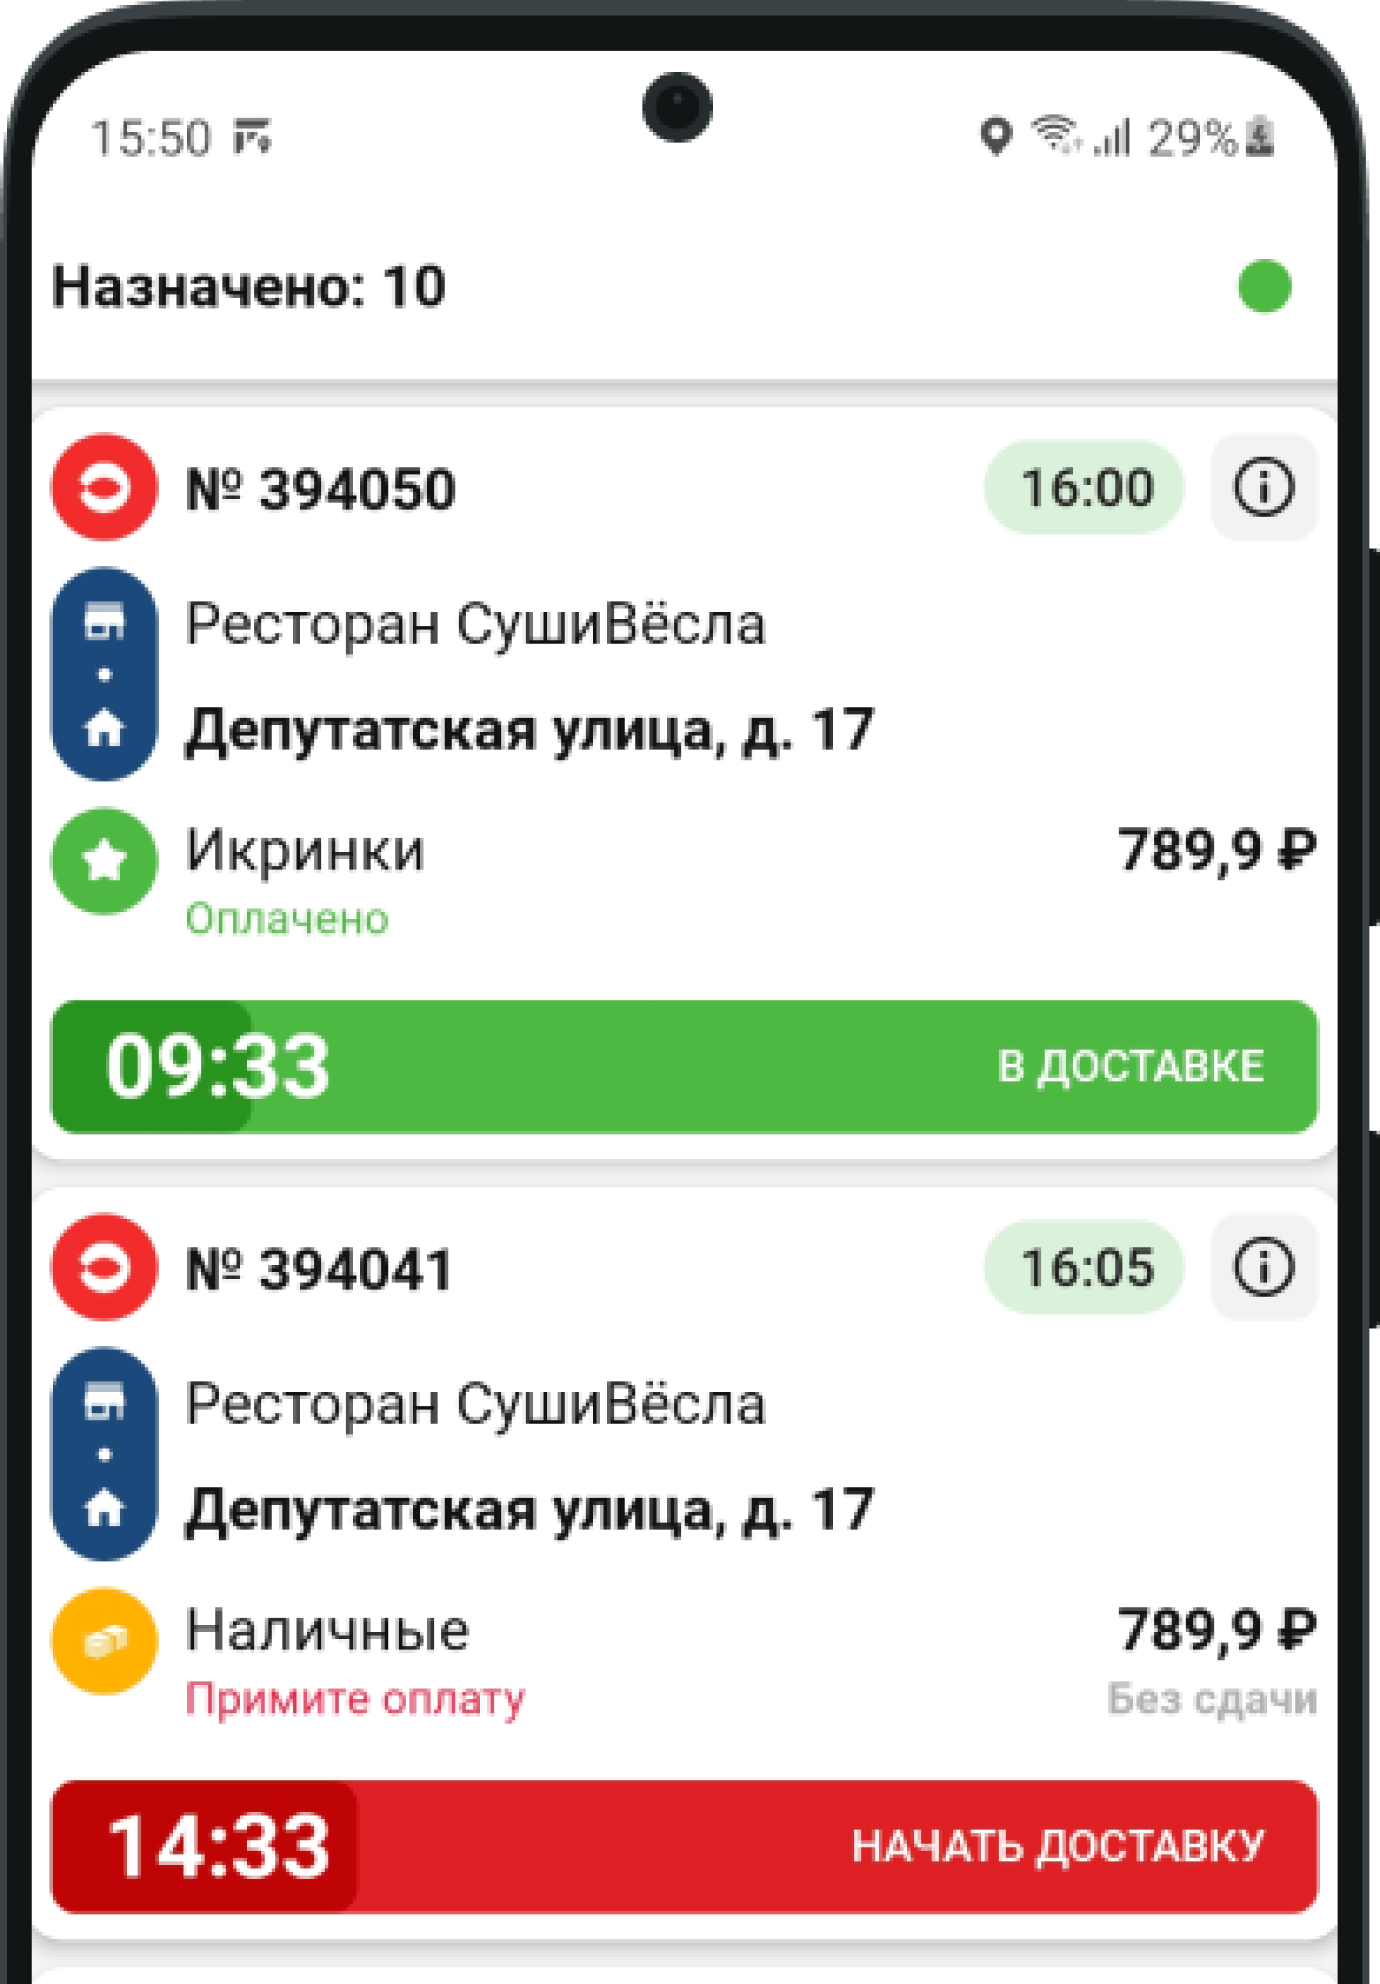 15:50
29%
Назначено: 10
№ 394050 16:00
Ресторан СушиВёсла
Депутатская улица, д. 17
Икринки 789,9 ₽
Оплачено
09:33 В ДОСТАВКЕ
№ 394041 16:05
Ресторан СушиВёсла
Депутатская улица, д. 17
Наличные 789,9 ₽
Примите оплату Без сдачи
14:33 НАЧАТЬ ДОСТАВКУ